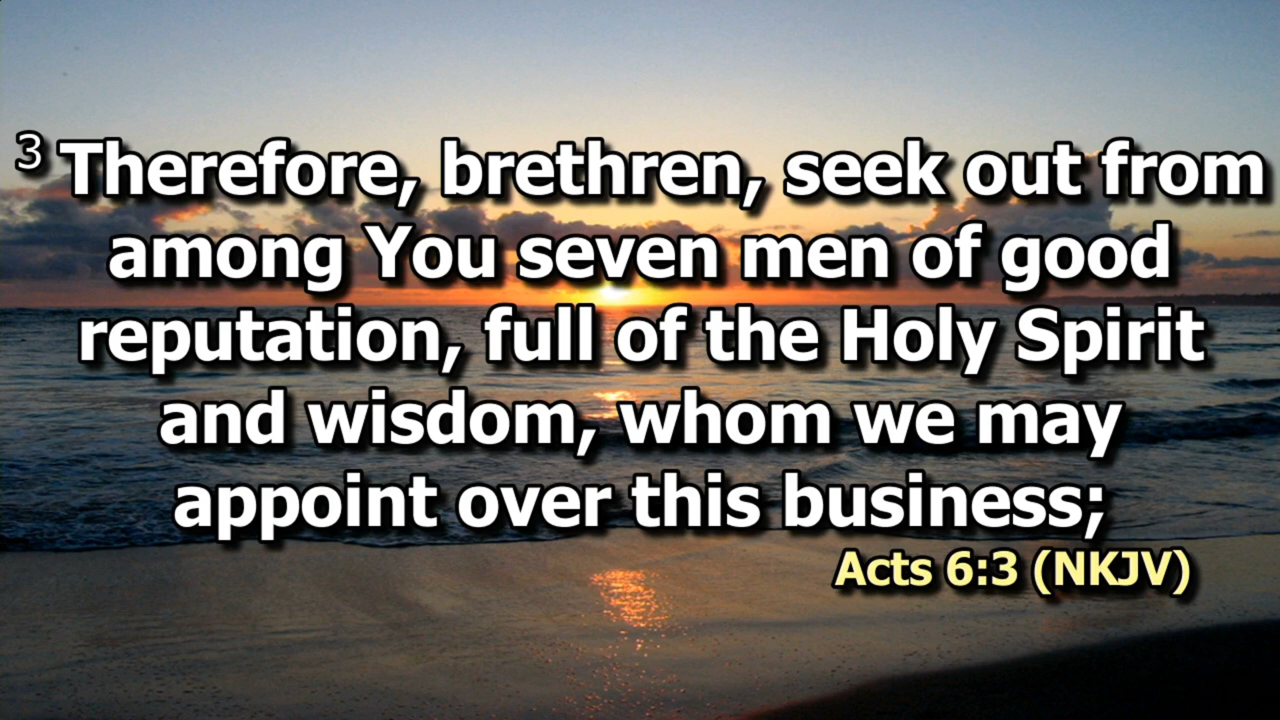 3 Therefore, brethren, seek out from
among You seven men of good
reputation, full of the Holy Spirit
and wisdom, whom we may
appoint over this business;
Acts 6:3 (NKJV)